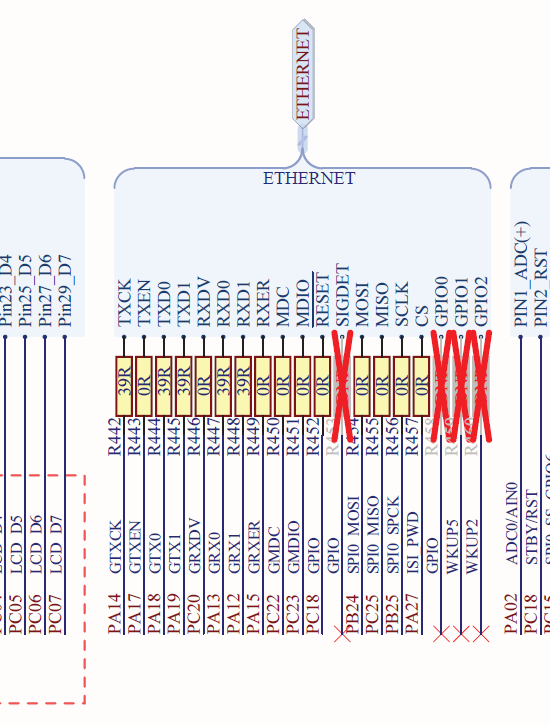 ETHERNET
ETHERNET
Pin23_D4
Pin25_D5
Pin27_D6
Pin29_D7
TXCK
TXEN
TXD0
TXD1
RXDV
RXD0
RXD1
RXER
MDC
MDIO
RESET
SIGDET
MOSI
MISO
SCLK
CS
GPIO0
GPIO1
GPIO2
PIN1_ADC(+)
PIN2_RST
39R
0R
39R
39R
0R
39R
39R
0R
0R
0R
0R
0R
0R
0R
0R
R442
R443
R444
R445
R446
R447
R448
R449
R450
R451
R452
R454
R455
R456
R457
LCD_D5
LCD_D6
LCD_D7
GTXCK
GTXEN
GTX0
GTX1
GRXDV
GRX0
GRX1
GRXER
GMDC
GMDIO
GPIO
GPIO
SPI0_MOSI
SPI0_MISO
SPI0_SPCK
ISI_PWD
GPIO
WKUP5
WKUP2
ADC0/AIN0
STBY/RST
PC05
PC06
PC07
PA14
PA17
PA18
PA19
PC20
PA13
PA12
PA15
PC22
PC23
PC18
PB24
PC25
PB25
PA27
PA02
PC18